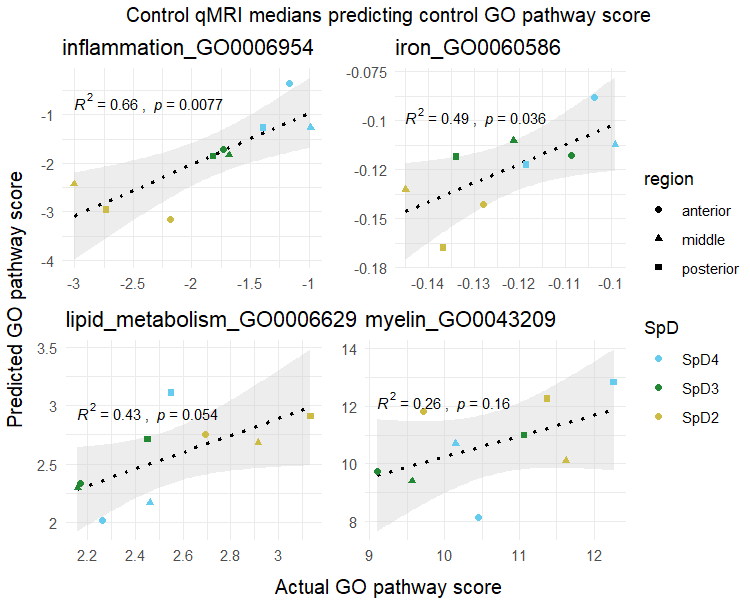 Control qMRI medians predicting control GO pathway score
inflammation_GO0006954
iron_GO0060586
R² = 0.66 , p = 0.0077
-1
-2
-3
-4
-3
-2.5
-2
-1.5
-1
R² = 0.49 , p = 0.036
-0.075
-0.1
-0.12
-0.15
-0.18
-0.14
-0.13
-0.12
-0.11
-0.1
lipid_metabolism_GO0006629
myelin_GO0043209
R² = 0.43 , p = 0.054
3.5
3
2.5
2
2.2
2.4
2.6
2.8
3
R² = 0.26 , p = 0.16
14
12
10
8
9
10
11
12
Predicted GO pathway score
Actual GO pathway score
region
anterior
middle
posterior
SpD
SpD4
SpD3
SpD2